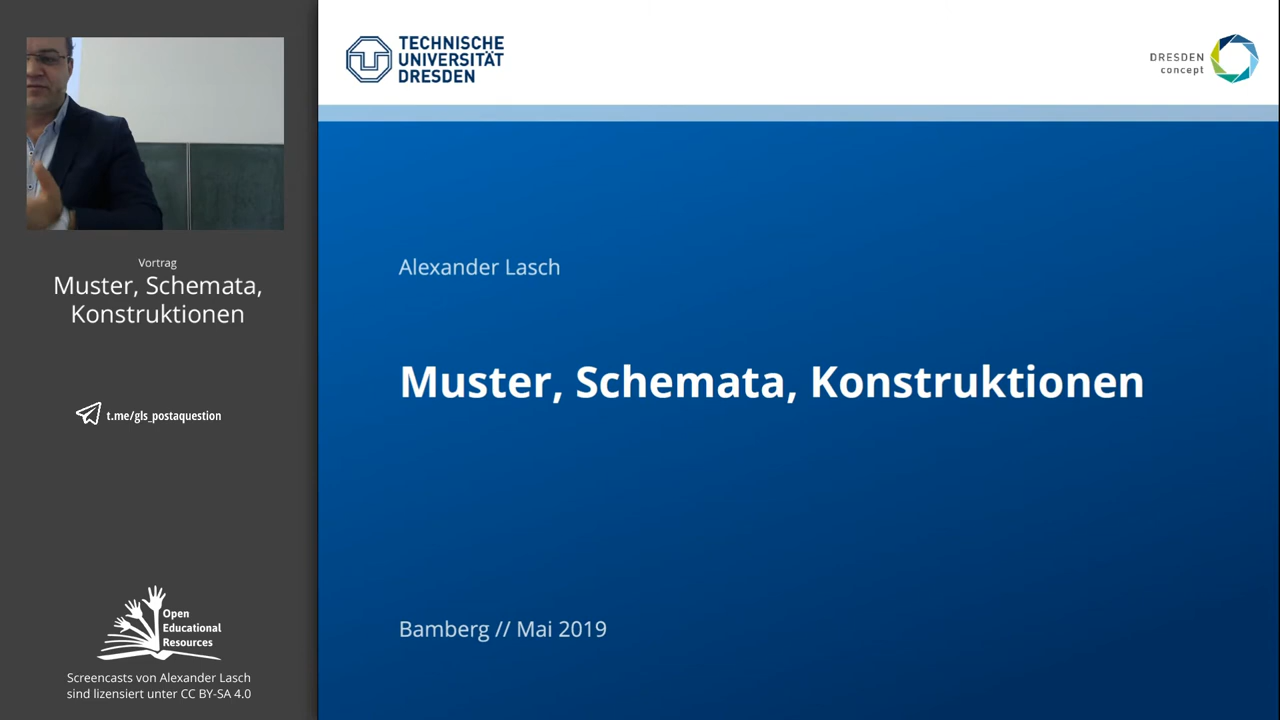 Vortrag
Muster, Schemata,
Konstruktionen
t.me/gls_postaquestion
Open
Educational
Resources
Screencasts von Alexander Lasch
sind lizensiert unter CC BY-SA 4.0
TECHNISCHE
UNIVERSITÄT
DRESDEN
DRESDEN
concept
Alexander Lasch
Muster, Schemata, Konstruktionen
Bamberg // Mai 2019